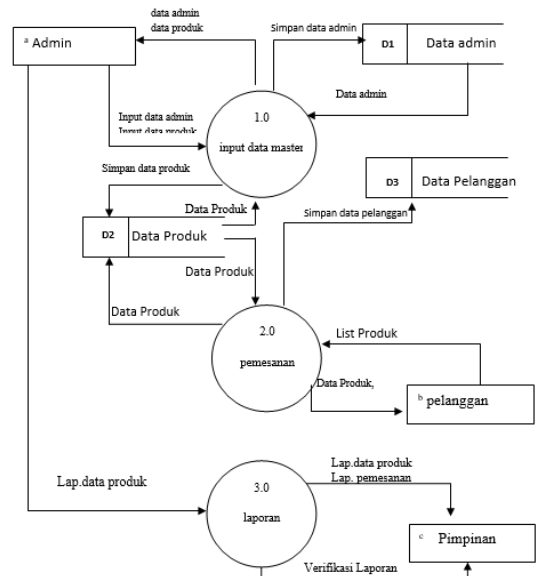 data admin
data produk
Simpan data admin
a Admin
D1 Data admin
Data admin
Input data admin
Input data produk
1.0
input data master
Simpan data produk
D3 Data Pelanggan
Data Produk
Simpan data pelanggan
D2 Data Produk
Data Produk
Data Produk
2.0
pemesanan
List Produk
Data Produk,
b pelanggan
Lap.data produk
Lap. pemesanan
Lap.data produk
3.0
laporan
c Pimpinan
Verifikasi Laporan